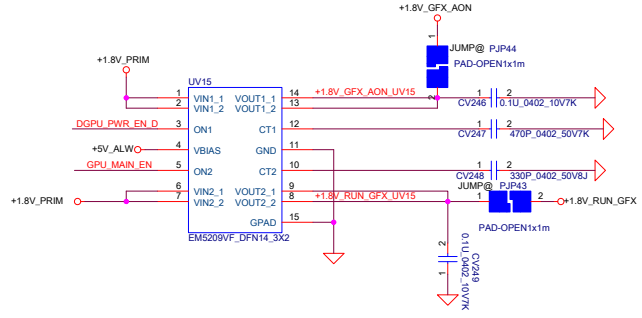 +1.8V_GFX_AON
1
JUMP@ PJP44
PAD-OPEN1x1m
2
+1.8V_PRIM
UV15
1 VIN1_1 VOUT1_1 14 +1.8V_GFX_AON_UV15
2 VIN1_2 VOUT1_2 13
1 2
CV246 0.1U_0402_10V7K
DGPU_PWR_EN_D 3 ON1 CT1 12
1 2
CV247 470P_0402_50V7K
+5V_ALW 4 VBIAS GND 11
GPU_MAIN_EN 5 ON2 CT2 10
1 2
CV248 330P_0402_50V8J
+1.8V_PRIM
6 VIN2_1 VOUT2_1 9
7 VIN2_2 VOUT2_2 8 +1.8V_RUN_GFX_UV15
JUMP@ PJP43
1 2 +1.8V_RUN_GFX
PAD-OPEN1x1m
GPAD 15
EM5209VF_DFN14_3X2
2
1
CV249
0.1U_0402_10V7K